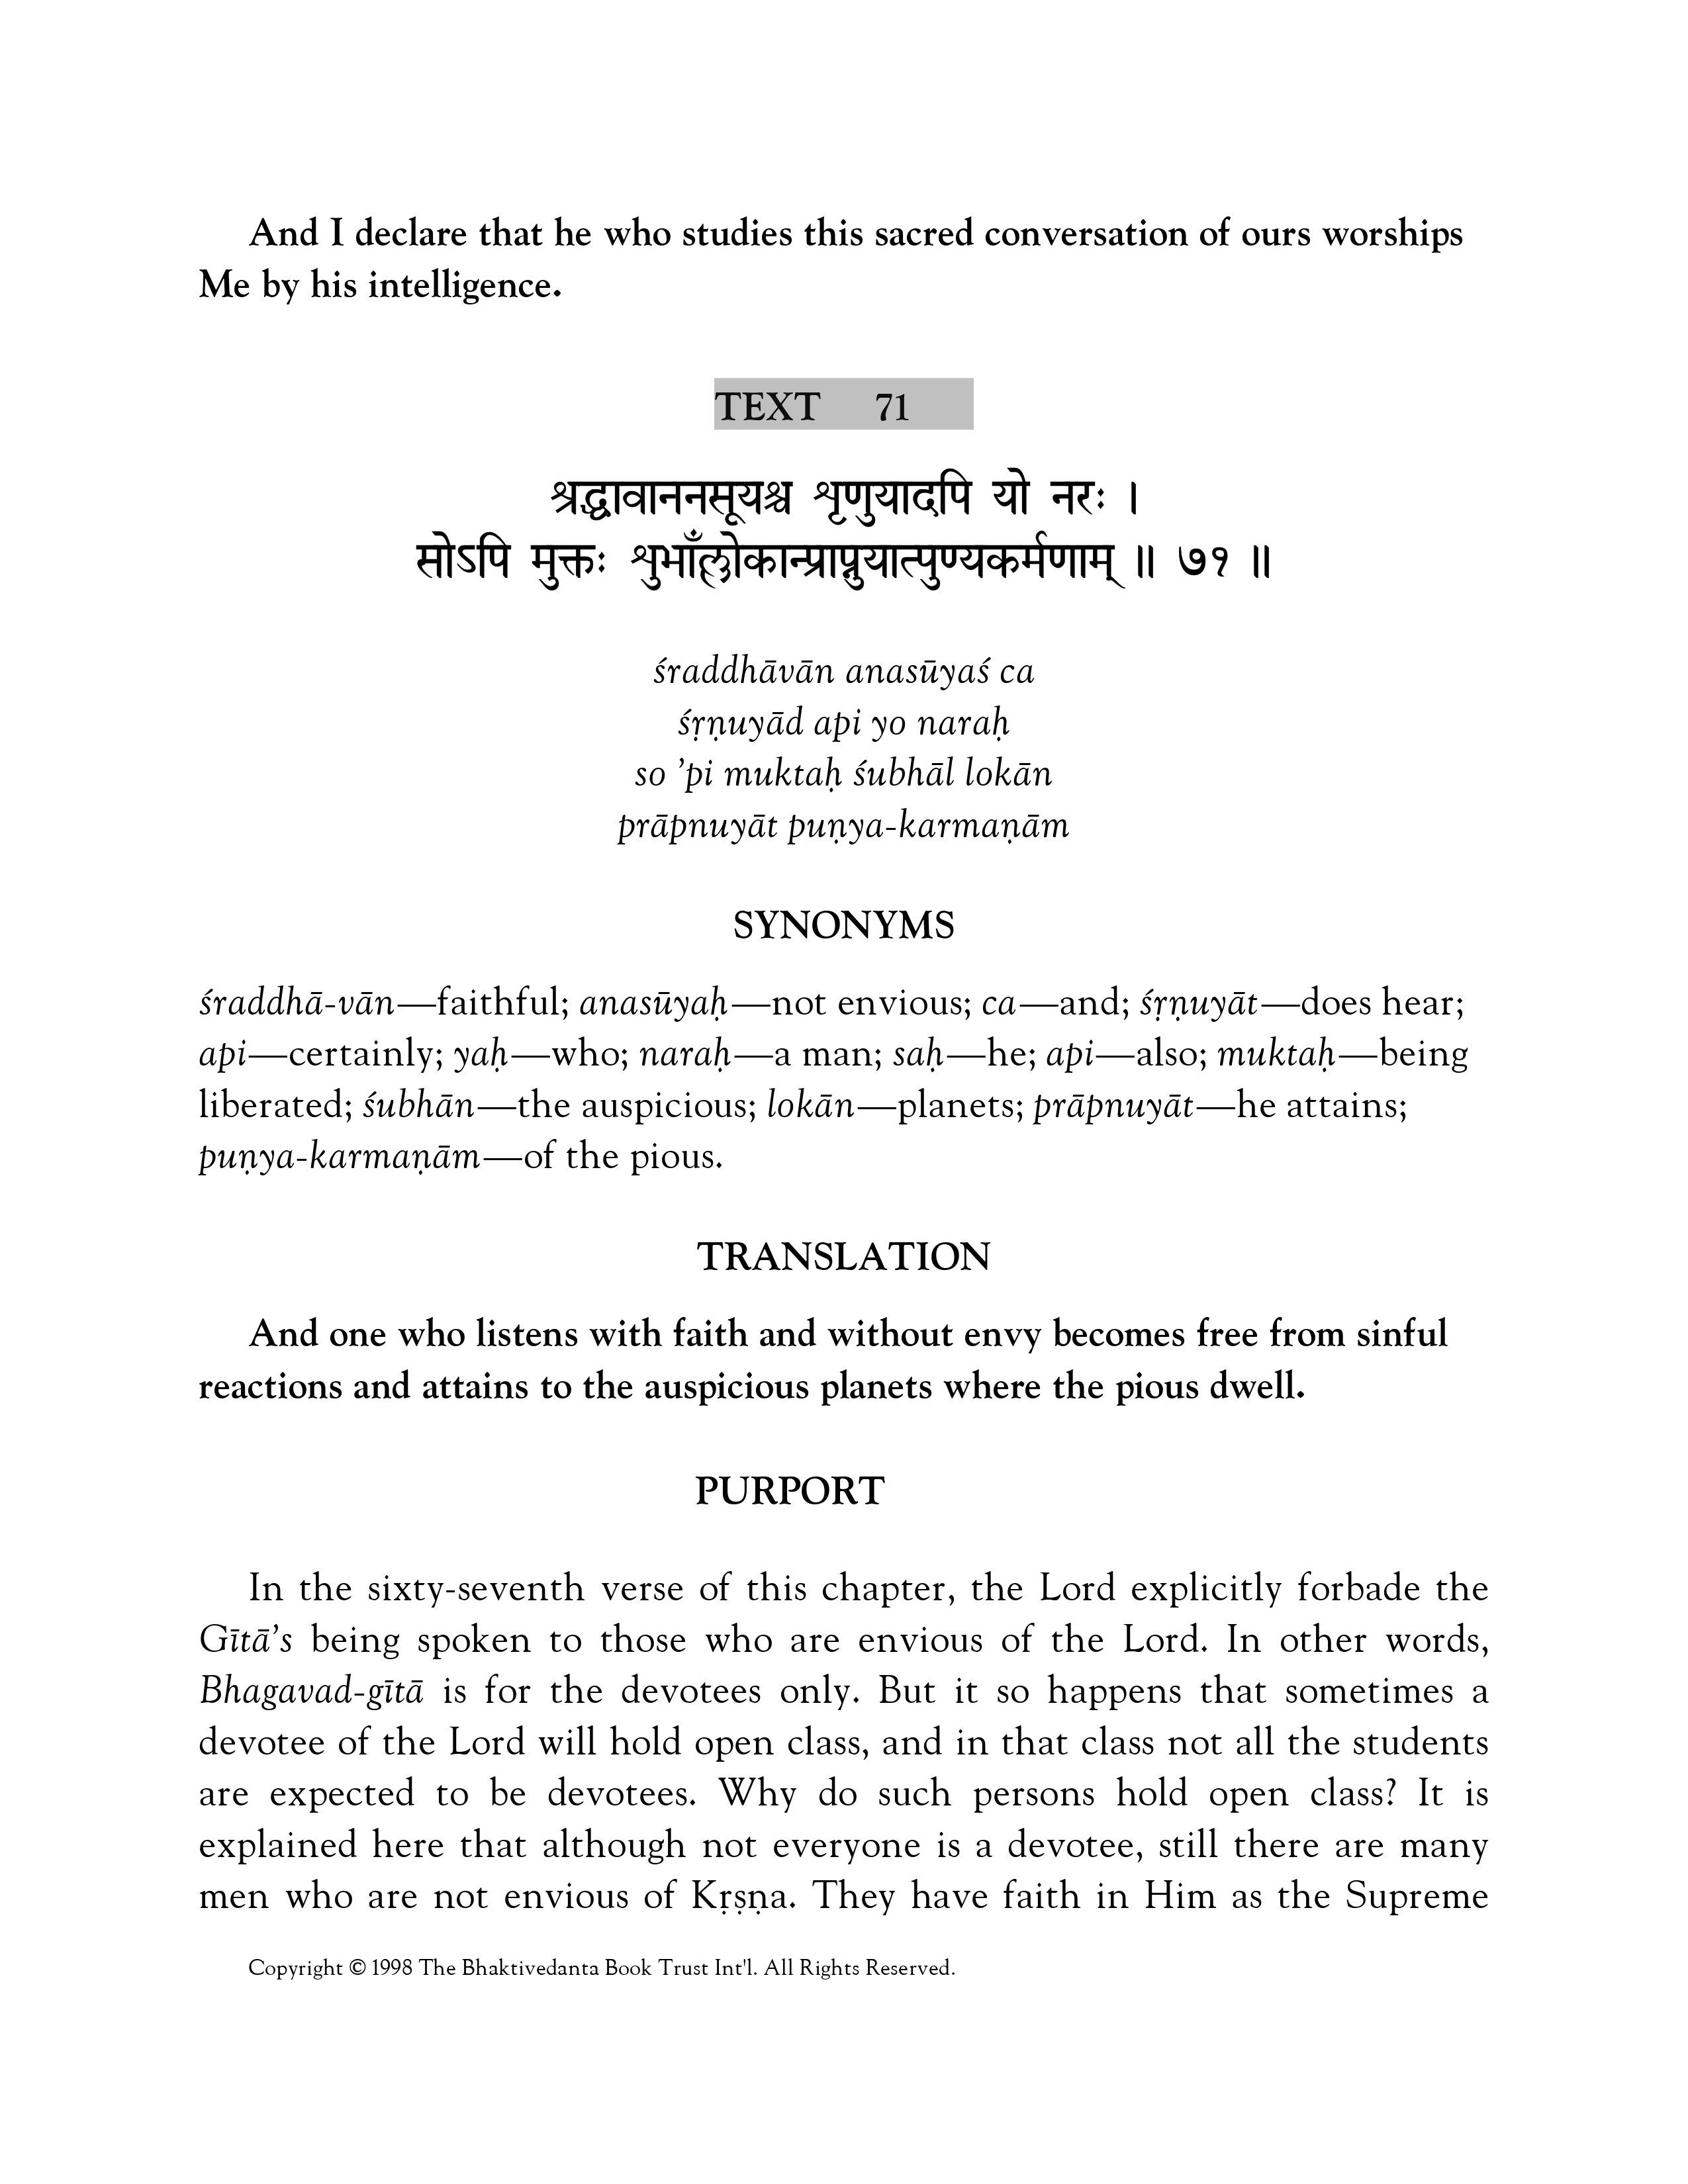 And I declare that he who studies this sacred conversation of ours worships
Me by his intelligence.
TEXT 71
श्रद्धावाननसूयश्च शृणुयादपि यो नरः ।
सोऽपि मुक्तः शुभाँल्लोकान्प्राप्नुयात्पुण्यकर्मणाम् ॥ ७१ ॥
śraddhāvān anasūyaś ca
śṛṇuyād api yo naraḥ
so ’pi muktaḥ śubhāl lokān
prāpnuyāt puṇya-karmaṇām
SYNONYMS
śraddhā-vān—faithful; anasūyaḥ—not envious; ca—and; śṛṇuyāt—does hear;
api—certainly; yaḥ—who; naraḥ—a man; saḥ—he; api—also; muktaḥ—being
liberated; śubhān—the auspicious; lokān—planets; prāpnuyāt—he attains;
puṇya-karmaṇām—of the pious.
TRANSLATION
And one who listens with faith and without envy becomes free from sinful
reactions and attains to the auspicious planets where the pious dwell.
PURPORT
In the sixty-seventh verse of this chapter, the Lord explicitly forbade the
Gītā’s being spoken to those who are envious of the Lord. In other words,
Bhagavad-gītā is for the devotees only. But it so happens that sometimes a
devotee of the Lord will hold open class, and in that class not all the students
are expected to be devotees. Why do such persons hold open class? It is
explained here that although not everyone is a devotee, still there are many
men who are not envious of Kṛṣṇa. They have faith in Him as the Supreme
Copyright © 1998 The Bhaktivedanta Book Trust Int'l. All Rights Reserved.